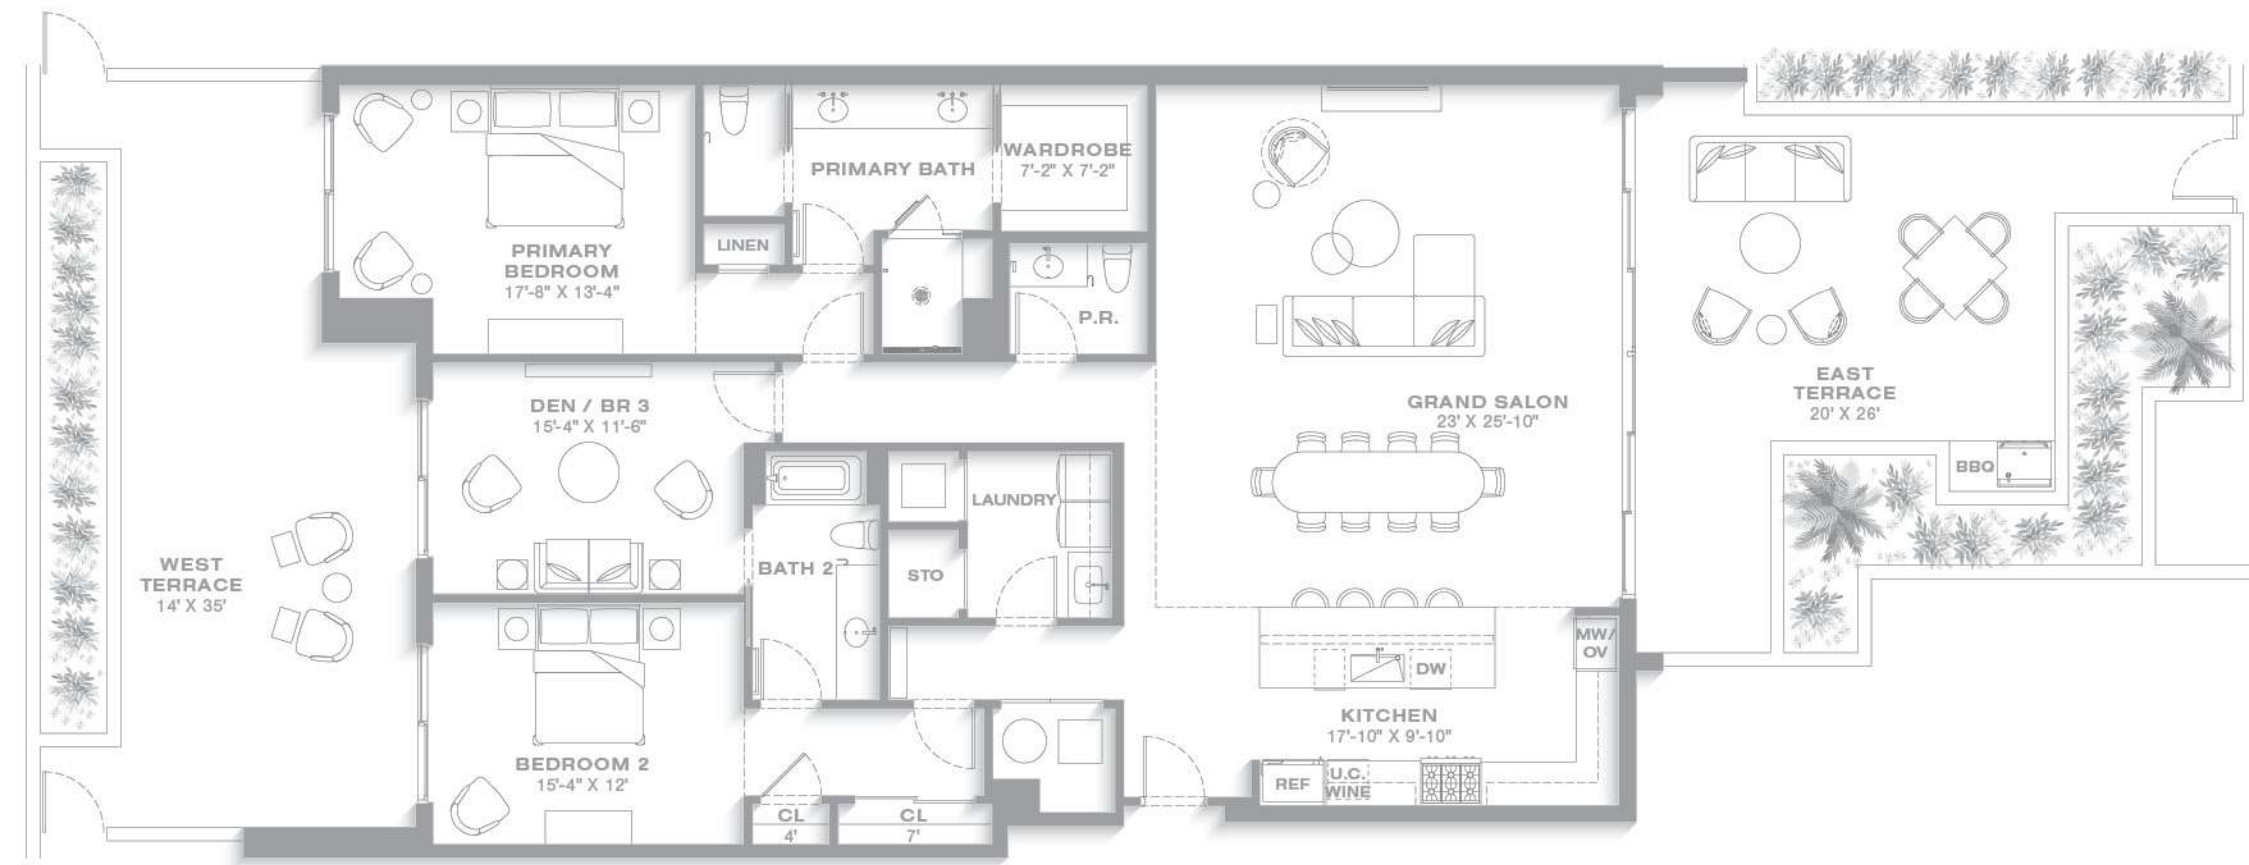 PRIMARY BATH
WARDROBE
7'-2" X 7'-2"
LINEN
PRIMARY
BEDROOM
17'-8" X 13'-4"
P.R.
DEN / BR 3
15'-4" X 11'-6"
GRAND SALON
23' X 25'-10"
EAST
TERRACE
20' X 26'
BBQ
LAUNDRY
WEST
TERRACE
14' X 35'
BATH 2
STO
MW/
OV
DW
KITCHEN
17'-10" X 9'-10"
BEDROOM 2
15'-4" X 12'
REF
U.C.
WINE
CL
4'
CL
7'